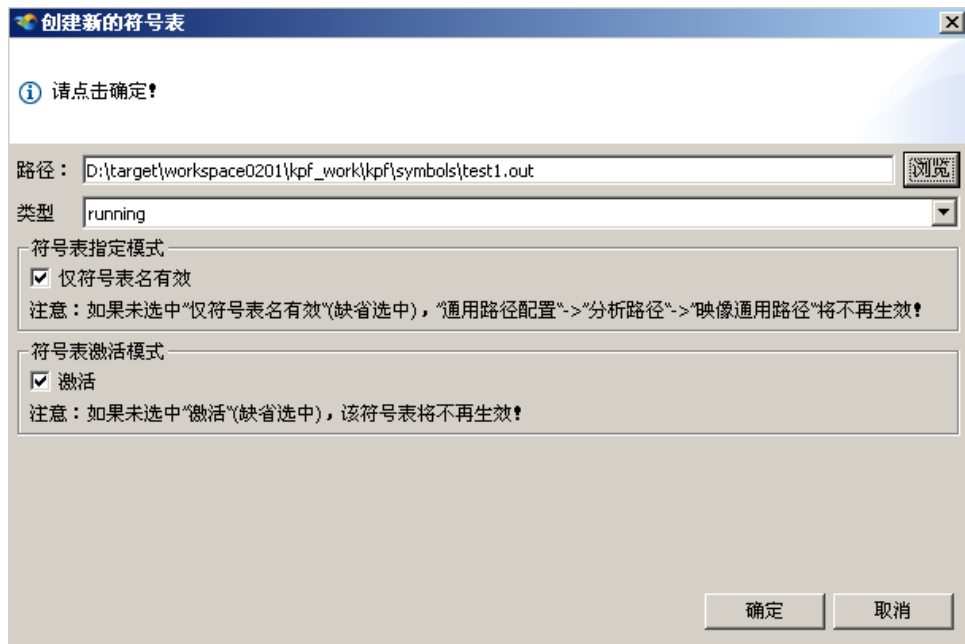 创建新的符号表
请点击确定!
路径: D:\target\workspace0201\kpf_work\kpf\symbols\test1.out 浏览
类型 running
符号表指定模式
仅符号表名有效
注意:如果未选中"仅符号表名有效"(缺省选中),"通用路径配置"->"分析路径"->"映像通用路径"将不再生效!
符号表激活模式
激活
注意:如果未选中"激活"(缺省选中),该符号表将不再生效!
确定 取消